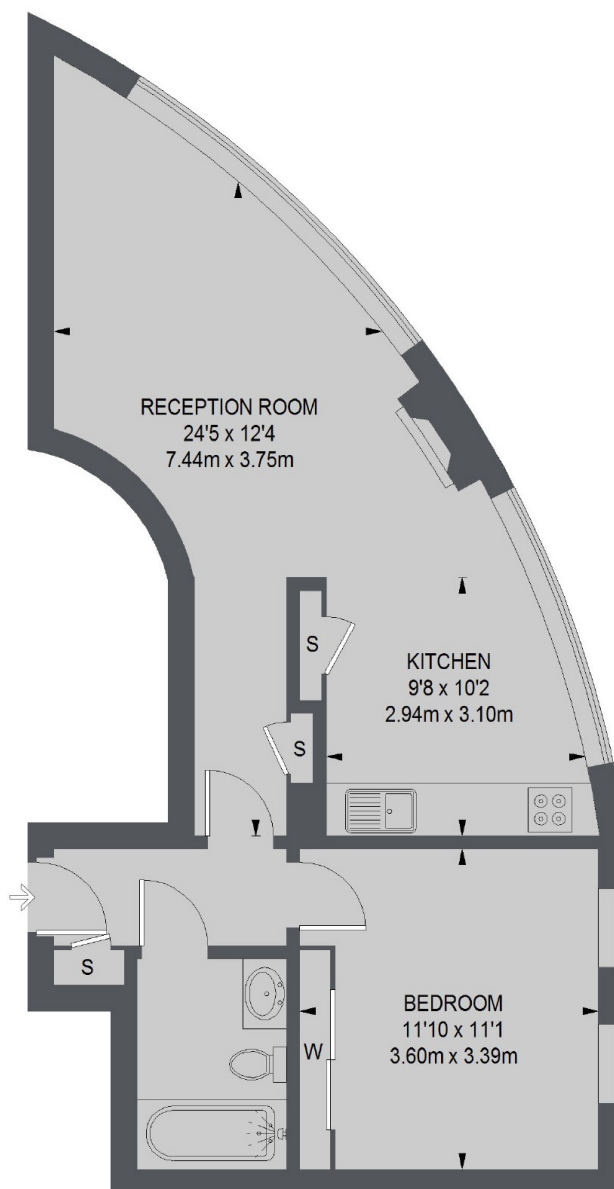 RECEPTION ROOM
24'5 x 12'4
7.44m x 3.75m
S
KITCHEN
9'8 x 10'2
2.94m x 3.10m
S
S
BEDROOM
11'10 x 11'1
3.60m x 3.39m
W